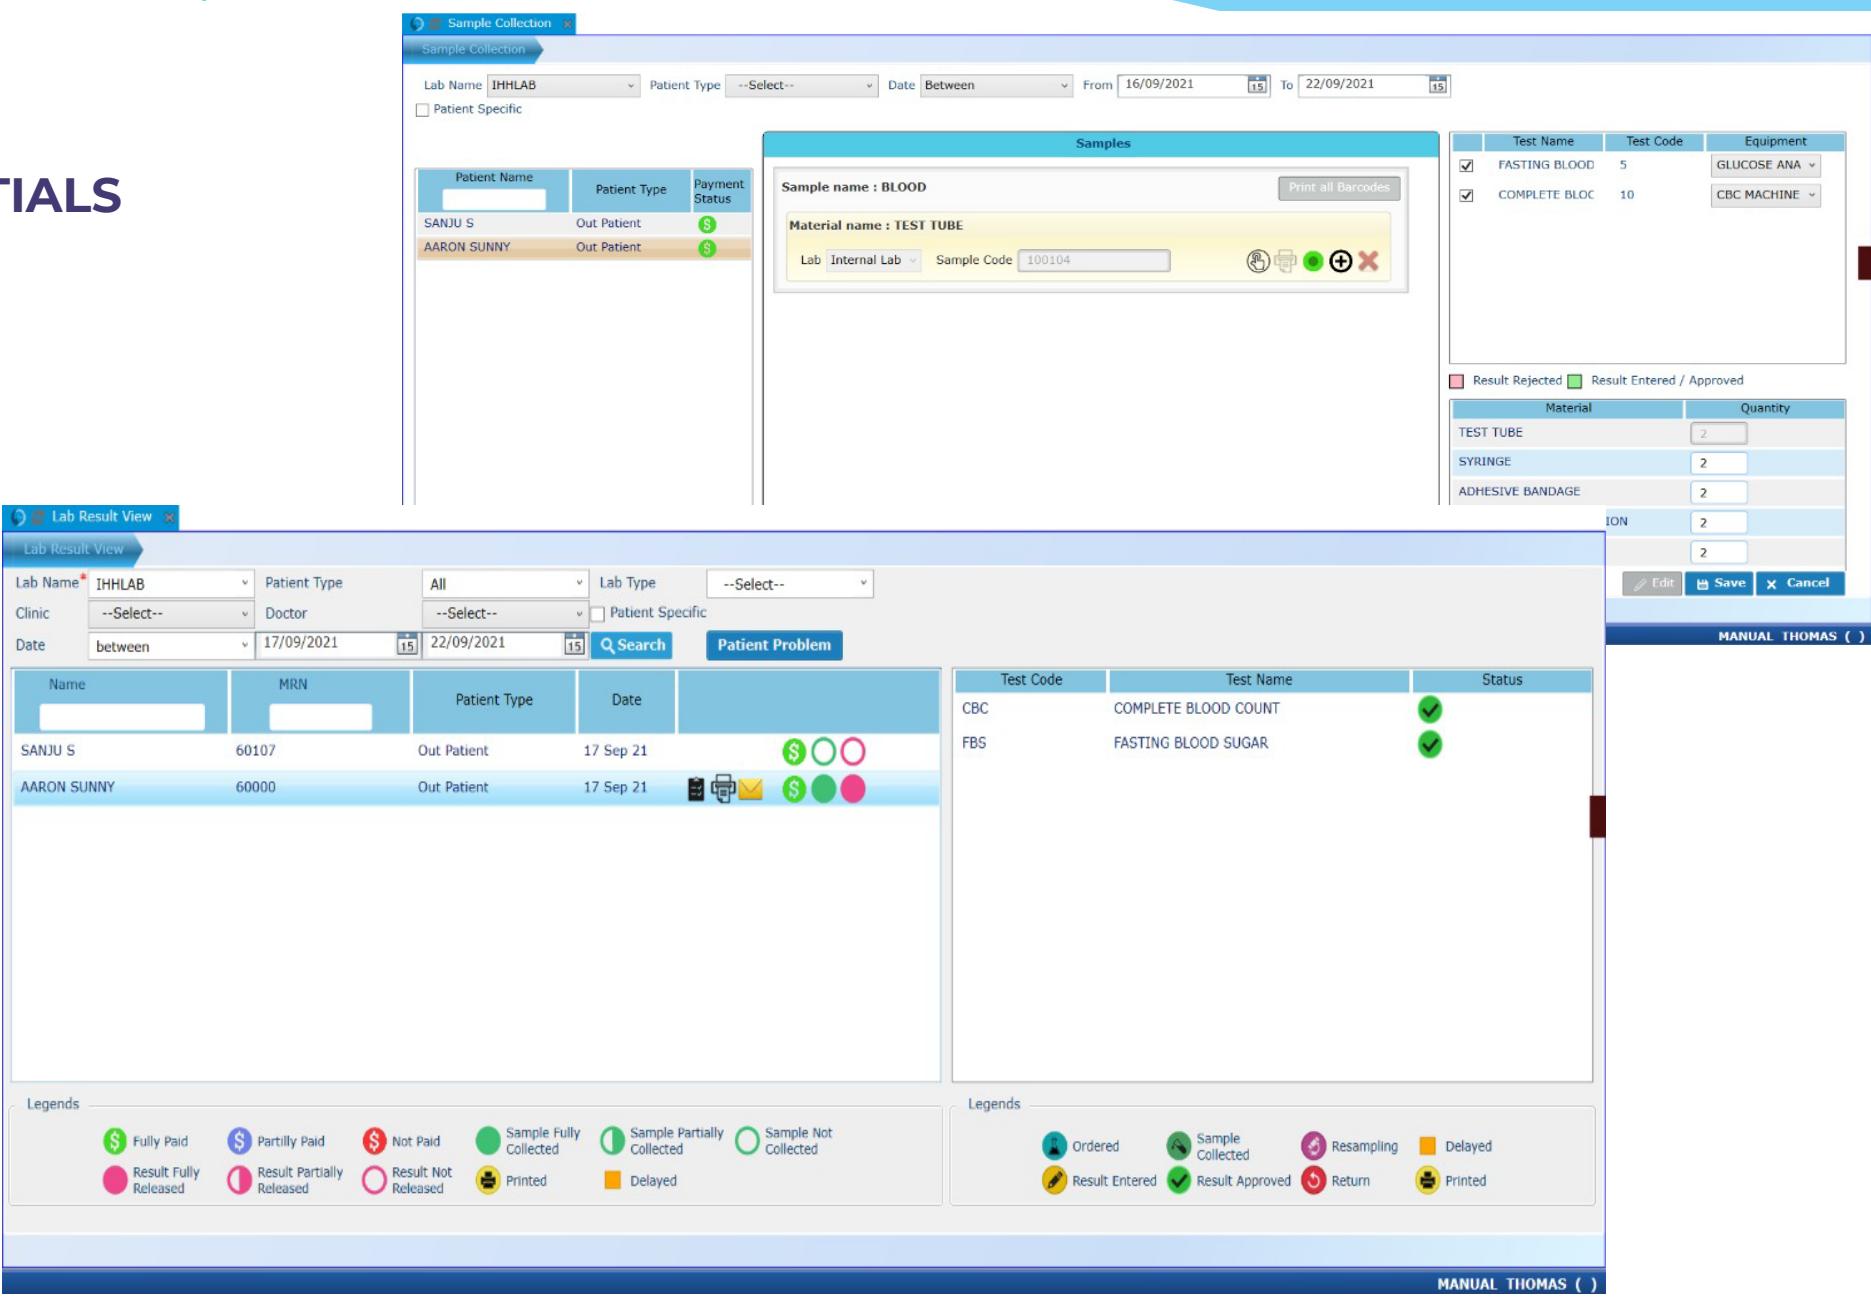 TIALS
Sample Collection
Sample Collection
Lab Name IHHLAB Patient Type --Select-- Date Between From 16/09/2021 15 To 22/09/2021 15
Patient Specific
Patient Name Patient Type Payment Status
SANJU S Out Patient $
AARON SUNNY Out Patient $
Samples
Sample name : BLOOD Print all Barcodes
Material name : TEST TUBE
Lab Internal Lab Sample Code 100104
Test Name Test Code Equipment
FASTING BLOOD 5 GLUCOSE ANA
COMPLETE BLOC 10 CBC MACHINE
Result Rejected Result Entered / Approved
Material Quantity
TEST TUBE 2
SYRINGE 2
ADHESIVE BANDAGE 2
ION 2
2
Edit Save Cancel
MANUAL THOMAS ( )
Lab Result View
Lab Result View
Lab Name* IHHLAB Patient Type All Lab Type --Select--
Clinic --Select-- Doctor --Select-- Patient Specific
Date between 17/09/2021 15 22/09/2021 15 Search Patient Problem
Name MRN Patient Type Date
SANJU S 60107 Out Patient 17 Sep 21 $
AARON SUNNY 60000 Out Patient 17 Sep 21 $
Test Code Test Name Status
CBC COMPLETE BLOOD COUNT
FBS FASTING BLOOD SUGAR
Legends
$ Fully Paid $ Partilly Paid $ Not Paid Sample Fully Collected Sample Partially Collected Sample Not Collected
Result Fully Released Result Partially Released Result Not Released Printed Delayed
Legends
Ordered Sample Collected Resampling Delayed
Result Entered Result Approved Return Printed
MANUAL THOMAS ( )